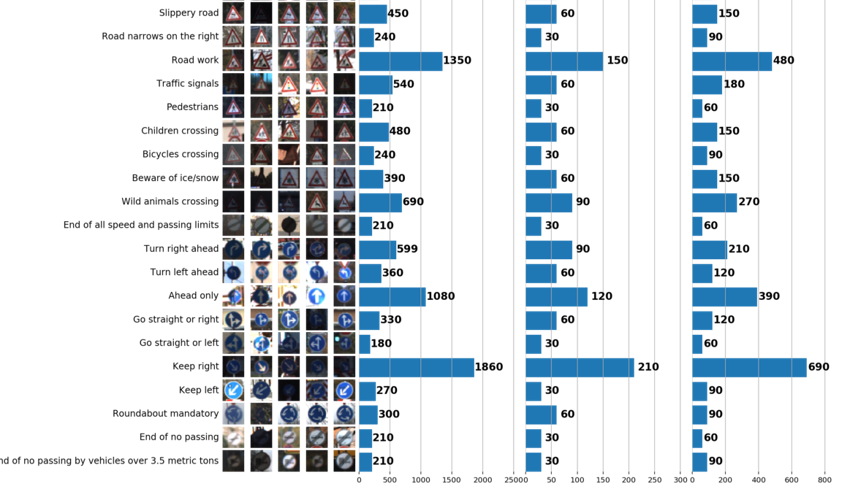 Slippery road 450 60 150
Road narrows on the right 240 30 90
Road work 1350 150 480
Traffic signals 540 60 180
Pedestrians 210 30 60
Children crossing 480 60 150
Bicycles crossing 240 30 90
Beware of ice/snow 390 60 150
Wild animals crossing 690 90 270
End of all speed and passing limits 210 30 60
Turn right ahead 599 90 210
Turn left ahead 360 60 120
Ahead only 1080 120 390
Go straight or right 330 60 120
Go straight or left 180 30 60
Keep right 1860 210 690
Keep left 270 30 90
Roundabout mandatory 300 60 90
End of no passing 210 30 60
nd of no passing by vehicles over 3.5 metric tons 210 30 90
0 500 1000 1500 2000 2500 0 50 100 150 200 250 300 0 200 400 600 800